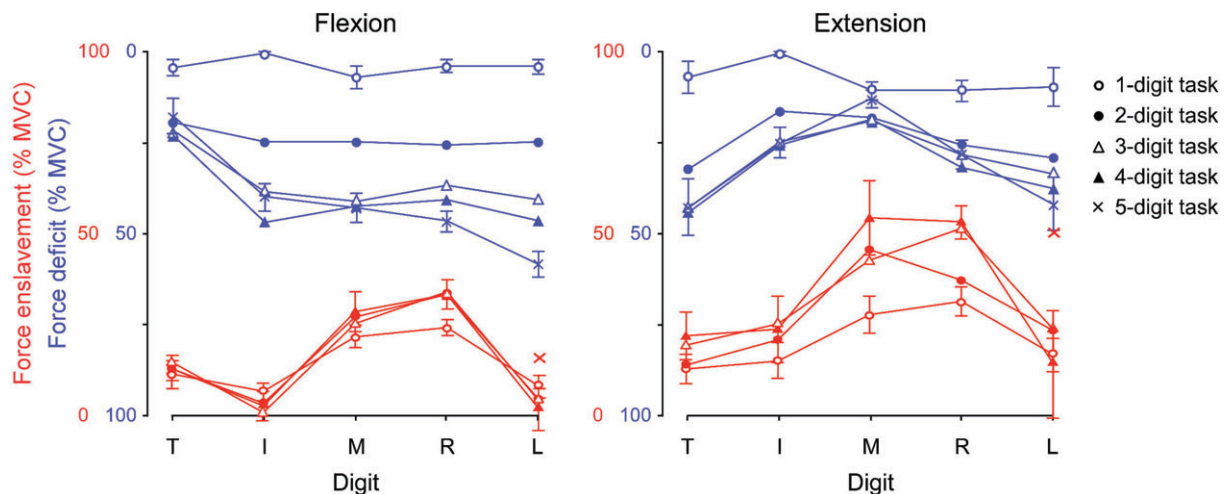 Flexion
Extension
Force enslavement (% MVC)
Force deficit (% MVC)
100
50
0
0
50
100
T I M R L
Digit
100
50
0
0
50
100
T I M R L
Digit
1-digit task
2-digit task
3-digit task
4-digit task
5-digit task